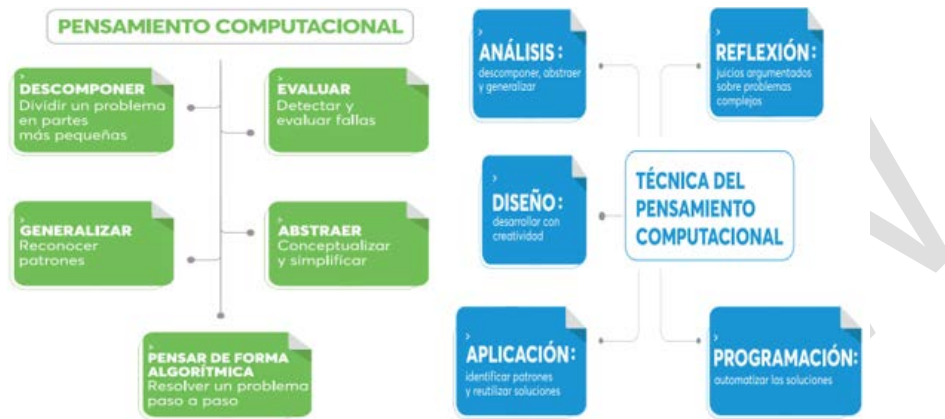 PENSAMIENTO COMPUTACIONAL
DESCOMPONER
Dividir un problema
en partes
más pequeñas
EVALUAR
Detectar y
evaluar fallas
GENERALIZAR
Reconocer
patrones
ABSTRAER
Conceptualizar
y simplificar
PENSAR DE FORMA
ALGORÍTMICA
Resolver un problema
paso a paso
ANÁLISIS:
descomponer, abstraer
y generalizar
REFLEXIÓN:
juicios argumentados
sobre problemas
complejos
DISEÑO:
desarrollar con
creatividad
TÉCNICA DEL
PENSAMIENTO
COMPUTACIONAL
APLICACIÓN:
identificar patrones
y reutilizar soluciones
PROGRAMACIÓN:
automatizar las soluciones